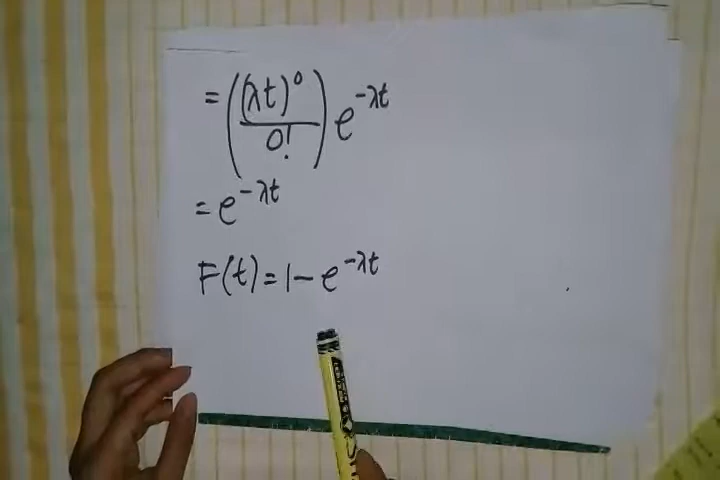 = ((λt)^0 / 0!) e^-λt
= e^-λt
F(t) = 1 - e^-λt